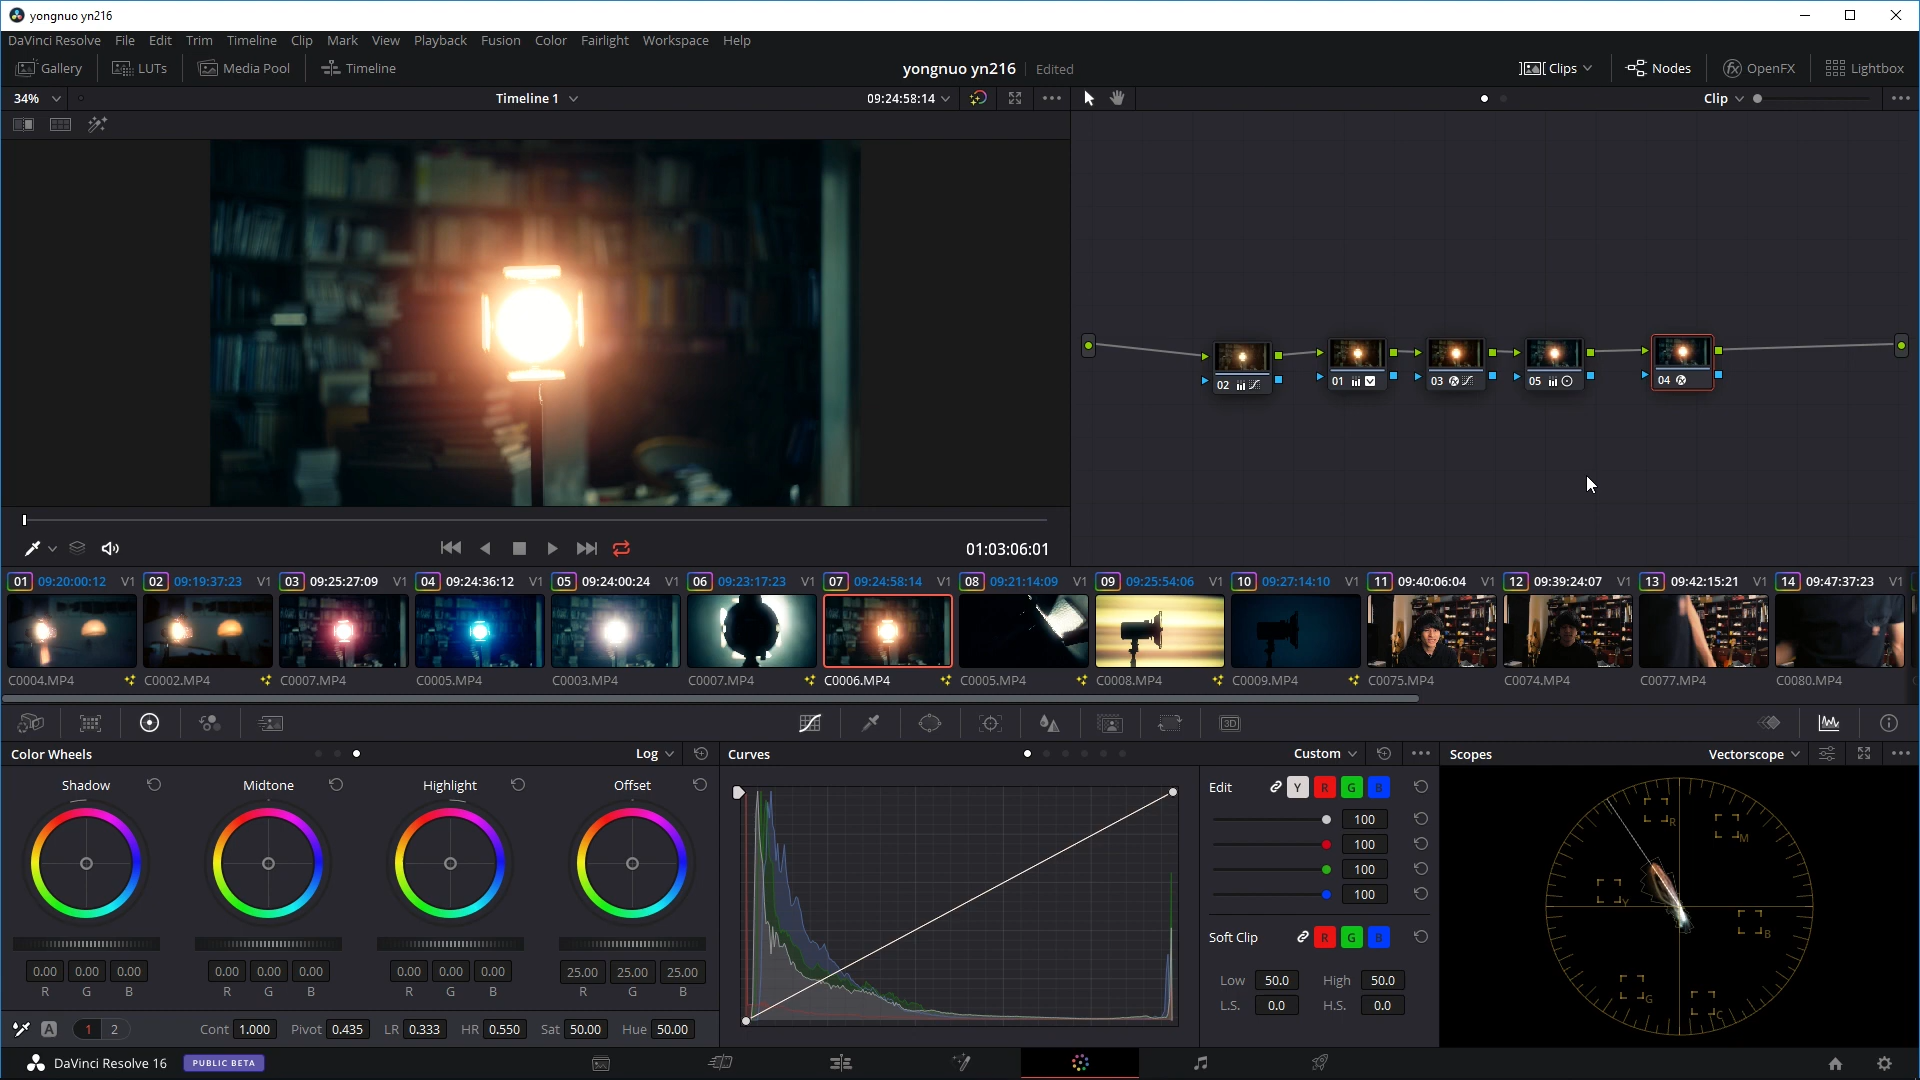 yongnuo yn216
DaVinci Resolve File Edit Trim Timeline Clip Mark View Playback Fusion Color Fairlight Workspace Help
Gallery LUTs Media Pool Timeline yongnuo yn216 Edited Clips Nodes OpenFX Lightbox
34% Timeline 1 09:24:58:14 Clip
02 01 03 05 04
01:03:06:01
01 09:20:00:12 V1 02 09:19:37:23 V1 03 09:25:27:09 V1 04 09:24:36:12 V1 05 09:24:00:24 V1 06 09:23:17:23 V1 07 09:24:58:14 V1 08 09:21:14:09 V1 09 09:25:54:06 V1 10 09:27:14:10 V1 11 09:40:06:04 V1 12 09:39:24:07 V1 13 09:42:15:21 V1 14 09:47:37:23 V1
C0004.MP4 C0002.MP4 C0007.MP4 C0005.MP4 C0003.MP4 C0007.MP4 C0006.MP4 C0005.MP4 C0008.MP4 C0009.MP4 C0075.MP4 C0074.MP4 C0077.MP4 C0080.MP4
3D
Color Wheels Log Curves Custom Scopes Vectorscope
Shadow Midtone Highlight Offset
Edit Y R G B
100
100
100
100
Soft Clip R G B
Low 50.0 High 50.0
L.S. 0.0 H.S. 0.0
R M Y B G C
0.00 0.00 0.00 0.00 0.00 0.00 0.00 0.00 0.00 25.00 25.00 25.00
R G B R G B R G B R G B
A 1 2 Cont 1.000 Pivot 0.435 LR 0.333 HR 0.550 Sat 50.00 Hue 50.00
DaVinci Resolve 16 PUBLIC BETA